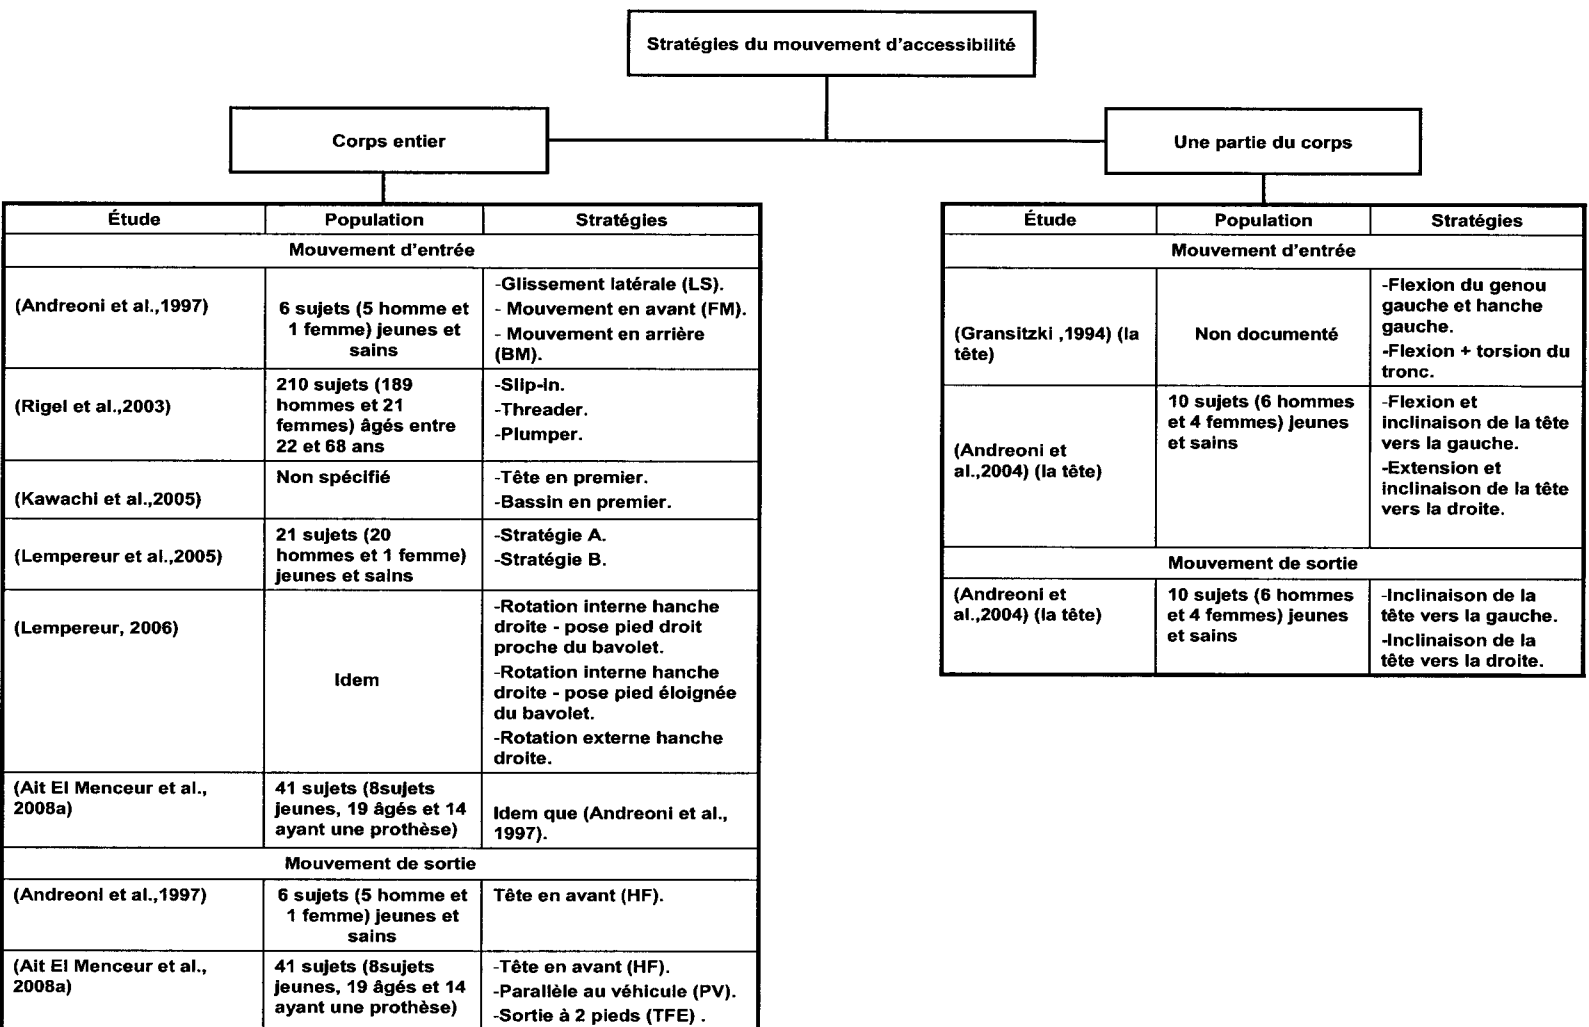 Stratégies du mouvement d'accessibilité
Corps entier
Une partie du corps
Étude
Population
Stratégies
Mouvement d'entrée
(Andreoni et al.,1997)
6 sujets (5 homme et
1 femme) jeunes et
sains
-Glissement latérale (LS).
- Mouvement en avant (FM).
- Mouvement en arrière
(BM).
(Rigel et al.,2003)
210 sujets (189
hommes et 21
femmes) âgés entre
22 et 68 ans
-Slip-in.
-Threader.
-Plumper.
(Kawachi et al.,2005)
Non spécifié
-Tête en premier.
-Bassin en premier.
(Lempereur et al.,2005)
21 sujets (20
hommes et 1 femme)
jeunes et sains
-Stratégie A.
-Stratégie B.
(Lempereur, 2006)
Idem
-Rotation interne hanche
droite - pose pied droit
proche du bavolet.
-Rotation interne hanche
droite - pose pied éloignée
du bavolet.
-Rotation externe hanche
droite.
(Ait El Menceur et al.,
2008a)
41 sujets (8sujets
jeunes, 19 âgés et 14
ayant une prothèse)
Idem que (Andreoni et al.,
1997).
Mouvement de sortie
(Andreoni et al.,1997)
6 sujets (5 homme et
1 femme) jeunes et
sains
Tête en avant (HF).
(Ait El Menceur et al.,
2008a)
41 sujets (8sujets
jeunes, 19 âgés et 14
ayant une prothèse)
-Tête en avant (HF).
-Parallèle au véhicule (PV).
-Sortie à 2 pieds (TFE) .
Étude
Population
Stratégies
Mouvement d'entrée
(Gransitzki ,1994) (la
tête)
Non documenté
-Flexion du genou
gauche et hanche
gauche.
-Flexion + torsion du
tronc.
(Andreoni et
al.,2004) (la tête)
10 sujets (6 hommes
et 4 femmes) jeunes
et sains
-Flexion et
inclinaison de la tête
vers la gauche.
-Extension et
inclinaison de la tête
vers la droite.
Mouvement de sortie
(Andreoni et
al.,2004) (la tête)
10 sujets (6 hommes
et 4 femmes) jeunes
et sains
-Inclinaison de la
tête vers la gauche.
-Inclinaison de la
tête vers la droite.